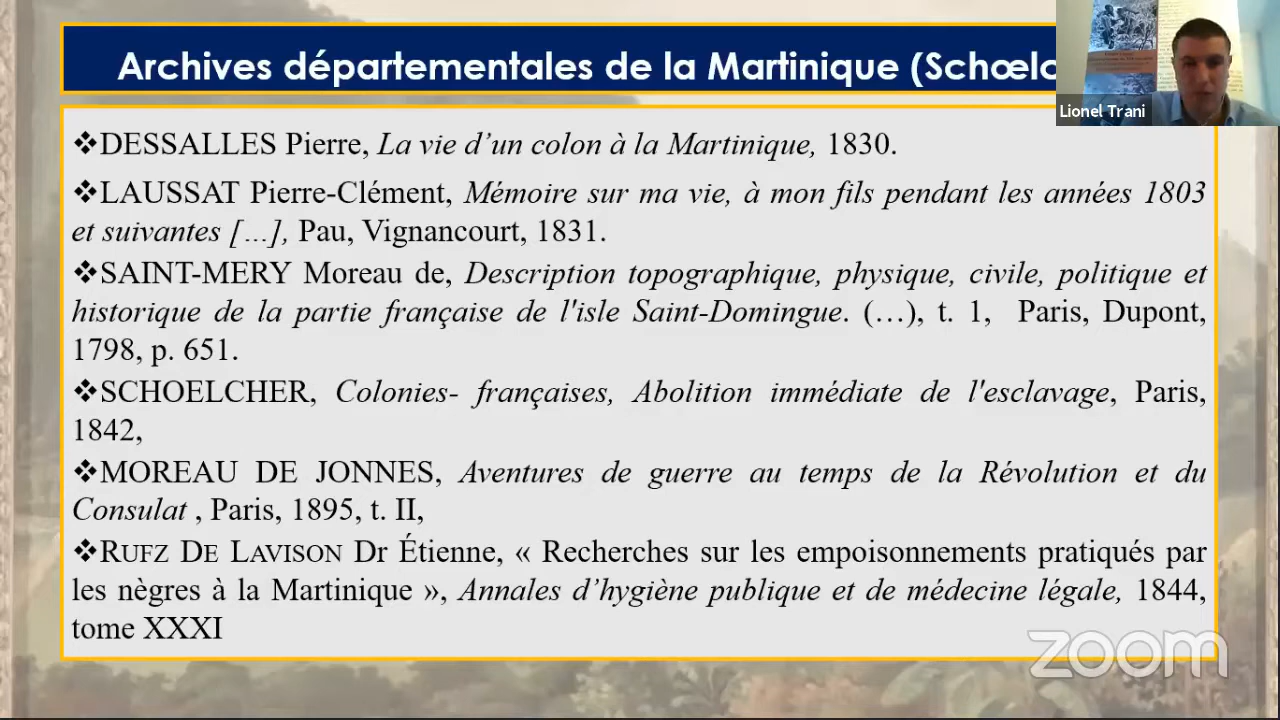 Archives départementales de la Martinique (Schœlc
Lionel Trani
❖DESSALLES Pierre, La vie d’un colon à la Martinique, 1830.
❖LAUSSAT Pierre-Clément, Mémoire sur ma vie, à mon fils pendant les années 1803
et suivantes [...], Pau, Vignancourt, 1831.
❖SAINT-MERY Moreau de, Description topographique, physique, civile, politique et
historique de la partie française de l'isle Saint-Domingue. (…), t. 1, Paris, Dupont,
1798, p. 651.
❖SCHOELCHER, Colonies- françaises, Abolition immédiate de l'esclavage, Paris,
1842,
❖MOREAU DE JONNES, Aventures de guerre au temps de la Révolution et du
Consulat , Paris, 1895, t. II,
❖RUFZ DE LAVISON Dr Étienne, « Recherches sur les empoisonnements pratiqués par
les nègres à la Martinique », Annales d’hygiène publique et de médecine légale, 1844,
tome XXXI
zoom